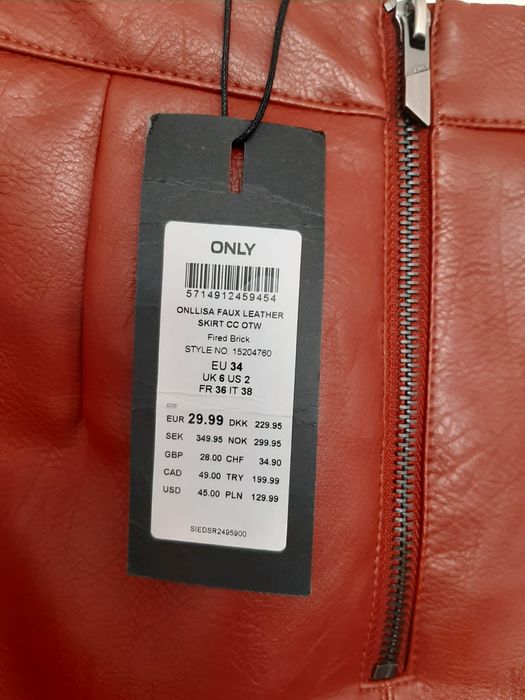 ONLY
5714912459454
ONLLISA FAUX LEATHER
SKIRT CC OTW
Fired Brick
STYLE NO. 15204760
EU 34
UK 6 US 2
FR 36 IT 38
EUR 29.99 DKK 229.95
SEK 349.95 NOK 299.95
GBP 28.00 CHF 34.90
CAD 49.00 TRY 199.99
USD 45.00 PLN 129.99
SIEDSR2495900